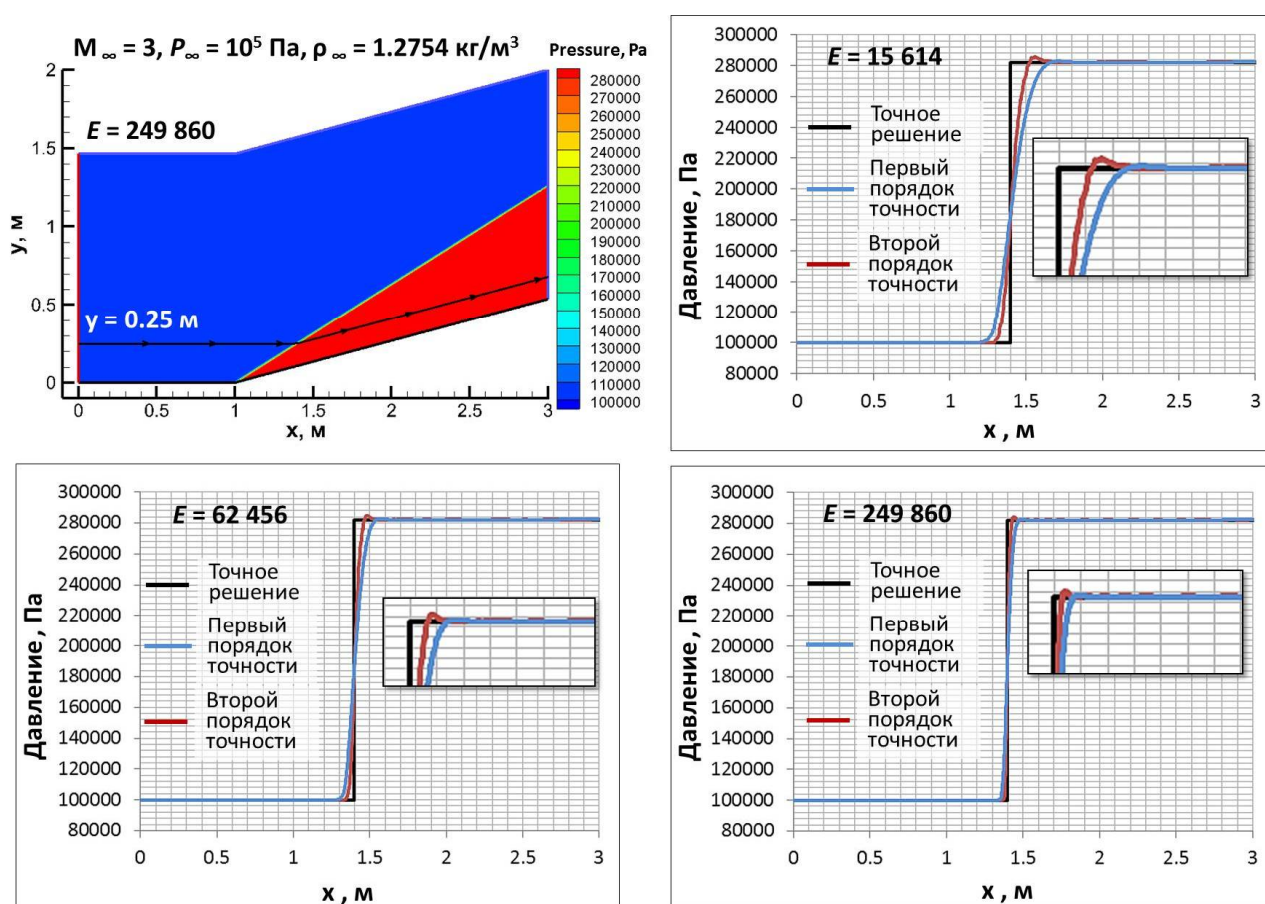 M ∞ = 3, P∞ = 10⁵ Па, ρ ∞ = 1.2754 кг/м³
Pressure, Pa
E = 249 860
y = 0.25 м
y, м
2
1.5
1
0.5
0
0
0.5
1
1.5
2
2.5
3
x, м
280000
270000
260000
250000
240000
230000
220000
210000
200000
190000
180000
170000
160000
150000
140000
130000
120000
110000
100000
E = 15 614
Давление, Па
300000
280000
260000
240000
220000
200000
180000
160000
140000
120000
100000
80000
Точное
решение
Первый
порядок
точности
Второй
порядок
точности
0
0.5
1
1.5
2
2.5
3
x , м
E = 62 456
Давление, Па
300000
280000
260000
240000
220000
200000
180000
160000
140000
120000
100000
80000
Точное
решение
Первый
порядок
точности
Второй
порядок
точности
0
0.5
1
1.5
2
2.5
3
x , м
E = 249 860
Давление, Па
300000
280000
260000
240000
220000
200000
180000
160000
140000
120000
100000
80000
Точное
решение
Первый
порядок
точности
Второй
порядок
точности
0
0.5
1
1.5
2
2.5
3
x , м